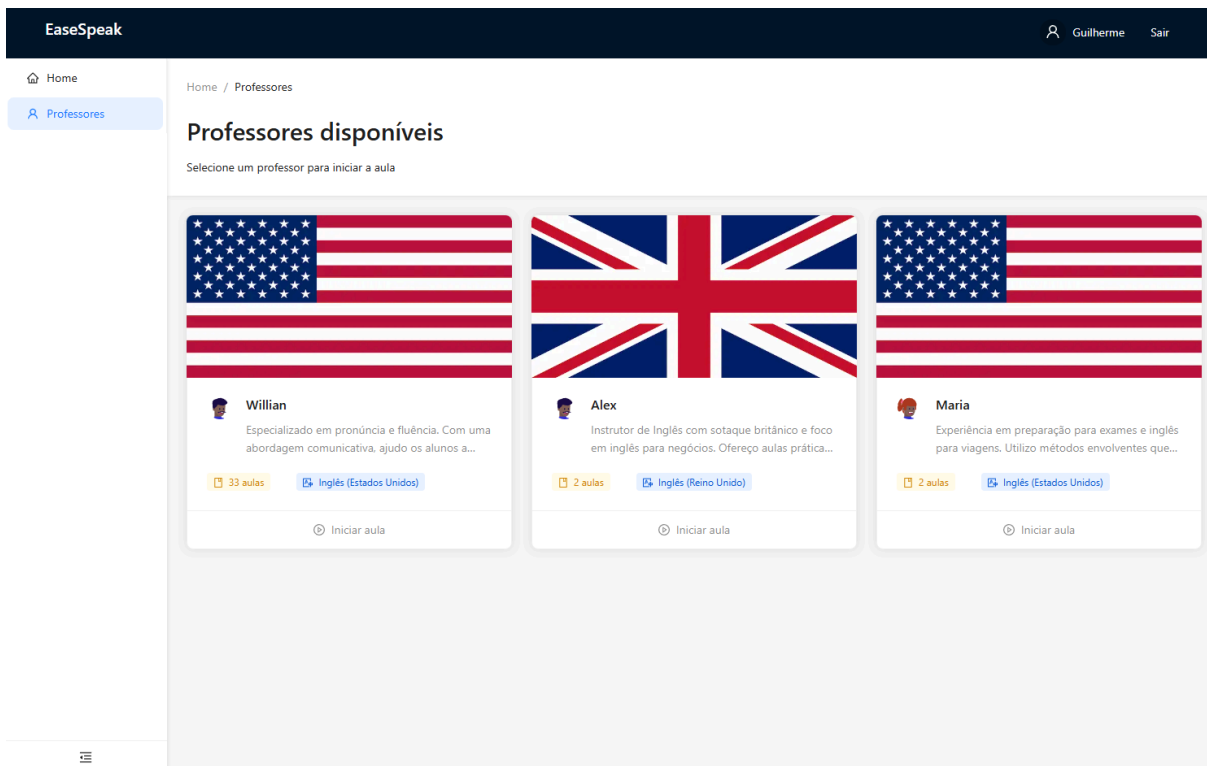 EaseSpeak
Guilherme
Sair
Home
Professores
Home / Professores
Professores disponíveis
Selecione um professor para iniciar a aula
Willian
Especializado em pronúncia e fluência. Com uma
abordagem comunicativa, ajudo os alunos a...
33 aulas
Inglês (Estados Unidos)
Iniciar aula
Alex
Instrutor de Inglês com sotaque britânico e foco
em inglês para negócios. Ofereço aulas prática...
2 aulas
Inglês (Reino Unido)
Iniciar aula
Maria
Experiência em preparação para exames e inglês
para viagens. Utilizo métodos envolventes que...
2 aulas
Inglês (Estados Unidos)
Iniciar aula